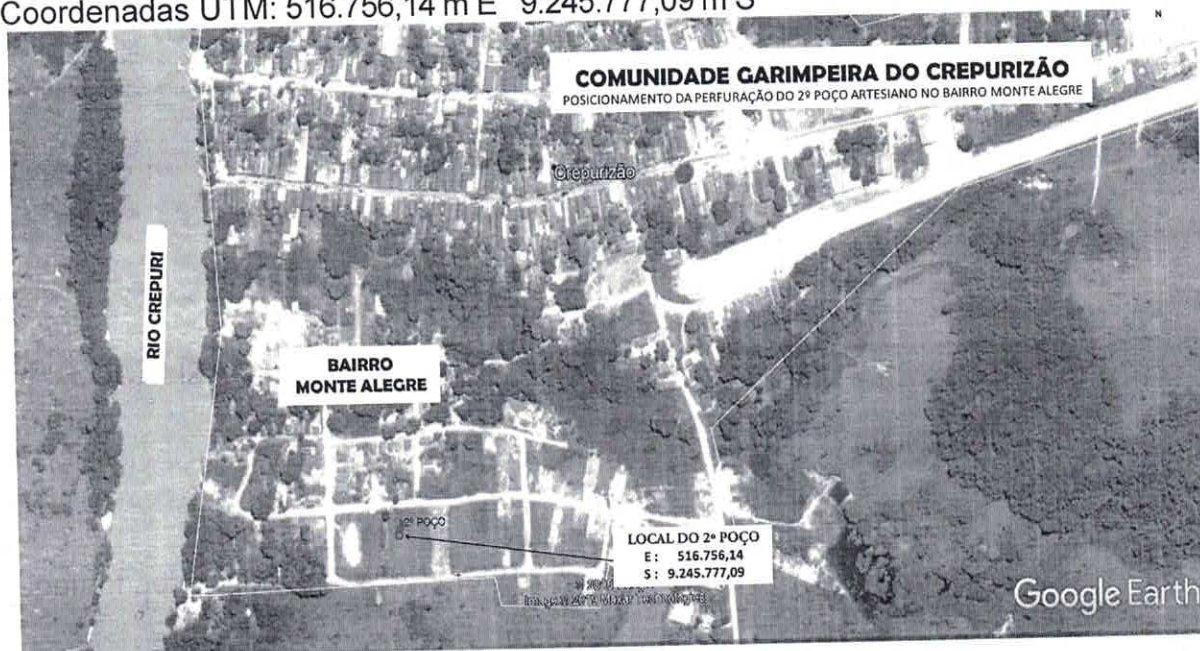 Coordenadas UTM: 516.756,14 m E 9.245.777,09 m S
N
COMUNIDADE GARIMPEIRA DO CREPURIZÃO
POSICIONAMENTO DA PERFURAÇÃO DO 2º POÇO ARTESIANO NO BAIRRO MONTE ALEGRE
Crepurizão
RIO CREPURI
BAIRRO
MONTE ALEGRE
2º POÇO
LOCAL DO 2º POÇO
E: 516.756,14
S: 9.245.777,09
Technologies
Google Earth